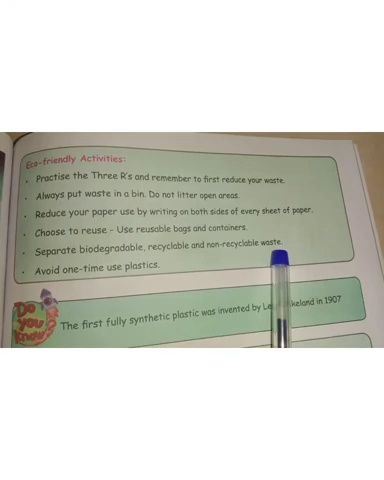 Eco-friendly Activities:
• Practise the Three R's and remember to first reduce your waste.
• Always put waste in a bin. Do not litter open areas.
• Reduce your paper use by writing on both sides of every sheet of paper.
• Choose to reuse - Use reusable bags and containers.
• Separate biodegradable, recyclable and non-recyclable waste.
• Avoid one-time use plastics.
Do you know
The first fully synthetic plastic was invented by in 1907